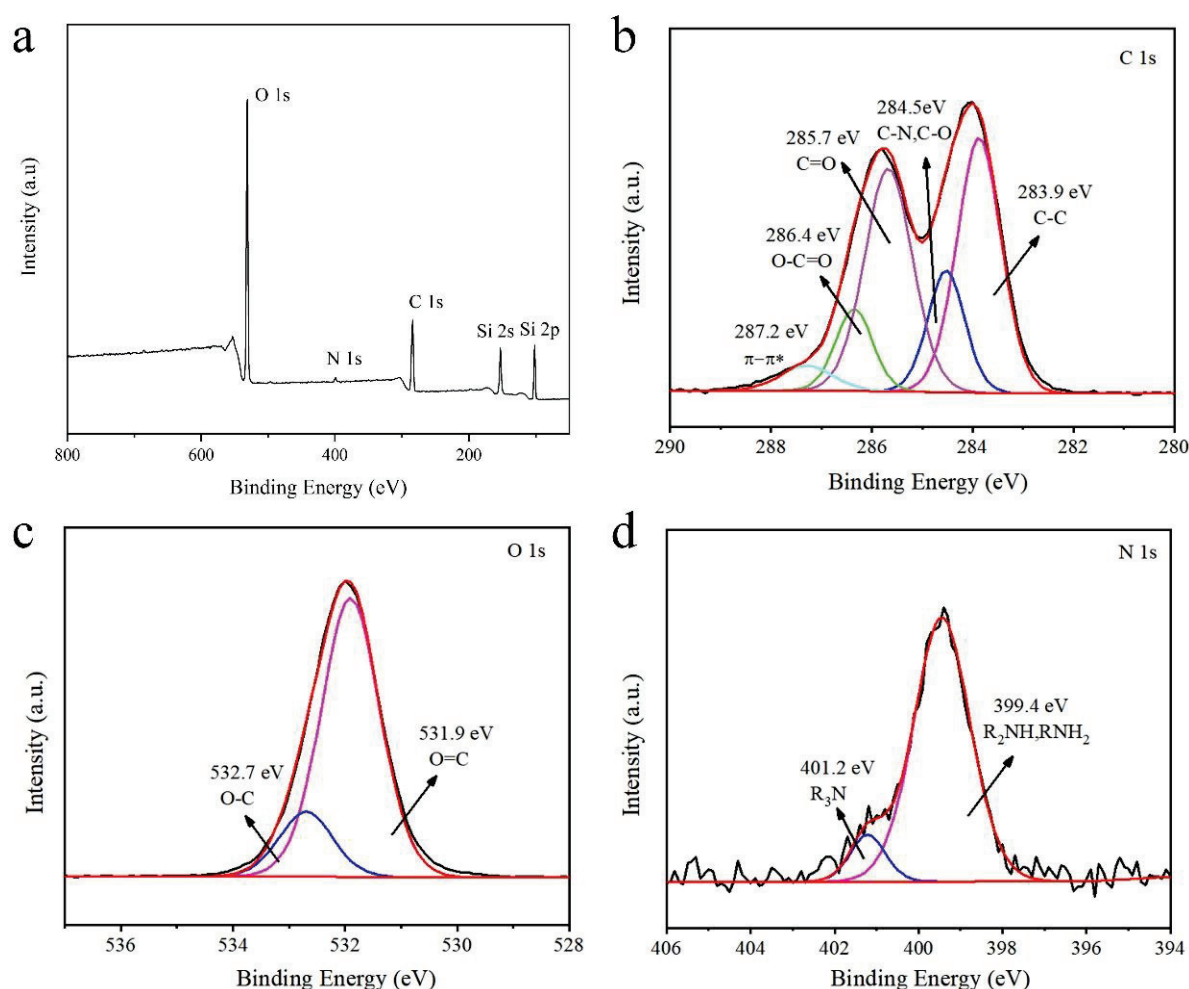 a
O 1s
N 1s
C 1s
Si 2s
Si 2p
Intensity (a.u)
800
600
400
200
Binding Energy (eV)
b
C 1s
284.5eV
C-N,C-O
285.7 eV
C=O
283.9 eV
C-C
286.4 eV
O-C=O
287.2 eV
π−π*
Intensity (a.u.)
290
288
286
284
282
280
Binding Energy (eV)
c
O 1s
531.9 eV
O=C
532.7 eV
O-C
Intensity (a.u.)
536
534
532
530
528
Binding Energy (eV)
d
N 1s
399.4 eV
R₂NH,RNH₂
401.2 eV
R₃N
Intensity (a.u.)
406
404
402
400
398
396
394
Binding Energy (eV)